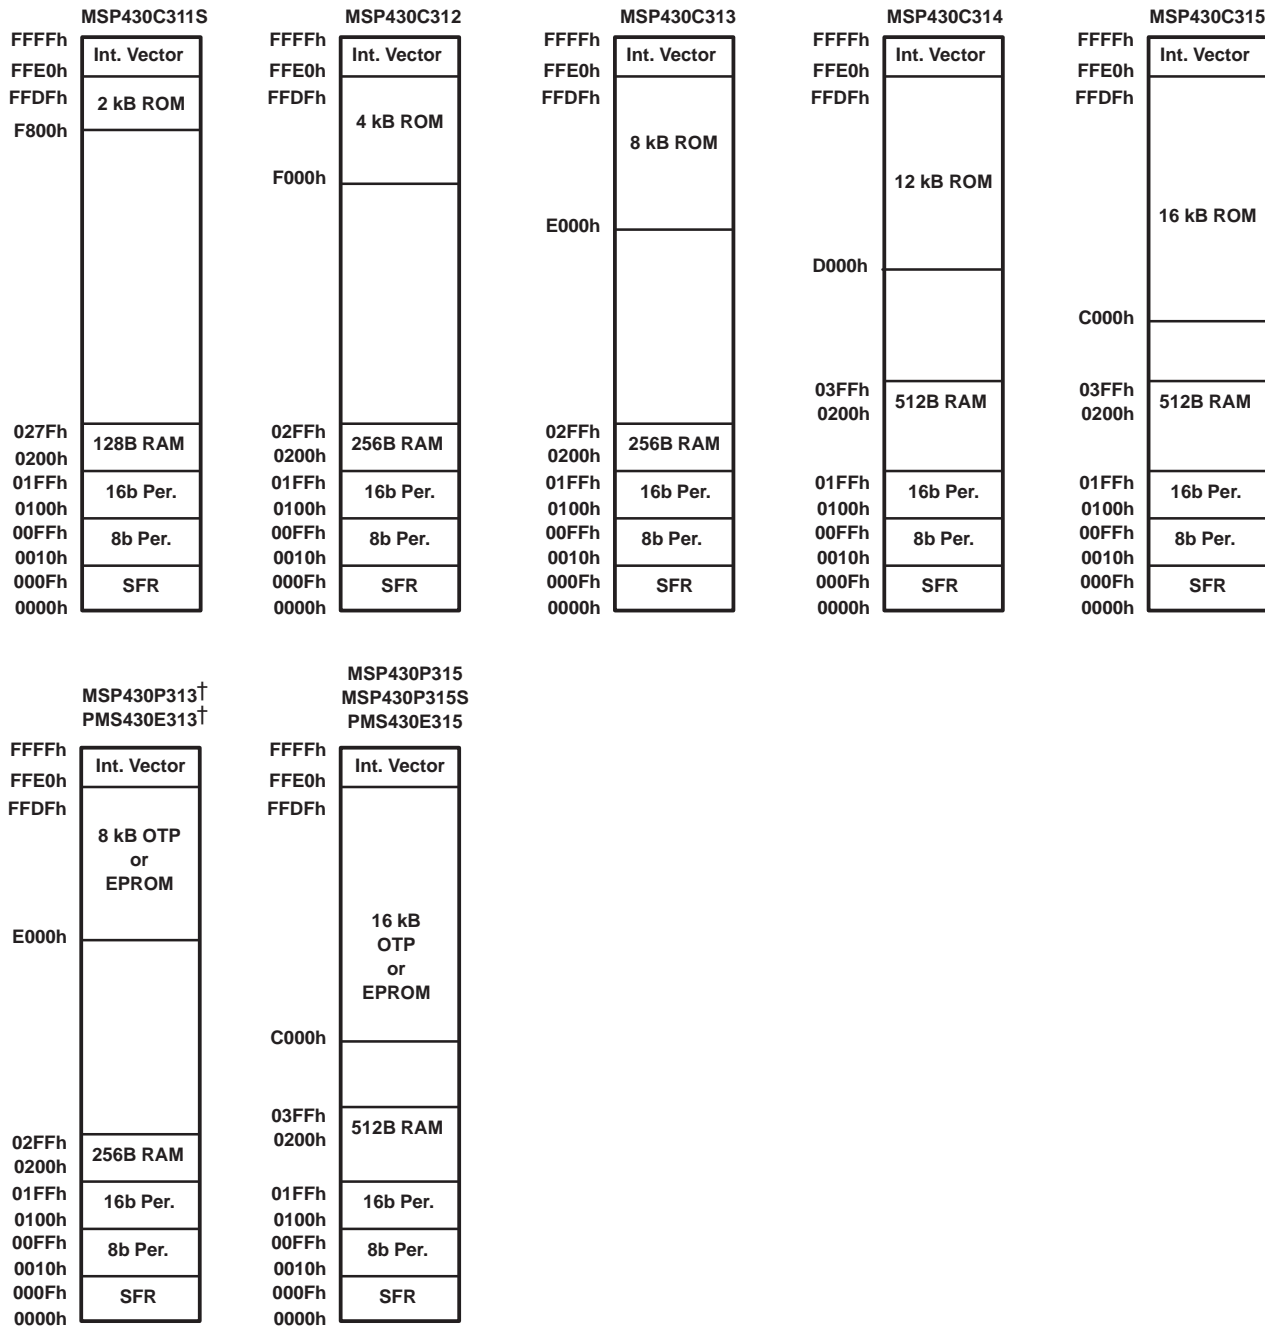 MSP430C311S
FFFFh
Int. Vector
FFE0h
FFDFh
2 kB ROM
F800h
027Fh
128B RAM
0200h
01FFh
16b Per.
0100h
00FFh
8b Per.
0010h
000Fh
SFR
0000h
MSP430C312
FFFFh
Int. Vector
FFE0h
FFDFh
4 kB ROM
F000h
02FFh
256B RAM
0200h
01FFh
16b Per.
0100h
00FFh
8b Per.
0010h
000Fh
SFR
0000h
MSP430C313
FFFFh
Int. Vector
FFE0h
FFDFh
8 kB ROM
E000h
02FFh
256B RAM
0200h
01FFh
16b Per.
0100h
00FFh
8b Per.
0010h
000Fh
SFR
0000h
MSP430C314
FFFFh
Int. Vector
FFE0h
FFDFh
12 kB ROM
D000h
03FFh
512B RAM
0200h
01FFh
16b Per.
0100h
00FFh
8b Per.
0010h
000Fh
SFR
0000h
MSP430C315
FFFFh
Int. Vector
FFE0h
FFDFh
16 kB ROM
C000h
03FFh
512B RAM
0200h
01FFh
16b Per.
0100h
00FFh
8b Per.
0010h
000Fh
SFR
0000h
MSP430P313†
PMS430E313†
FFFFh
Int. Vector
FFE0h
FFDFh
8 kB OTP
or
EPROM
E000h
02FFh
256B RAM
0200h
01FFh
16b Per.
0100h
00FFh
8b Per.
0010h
000Fh
SFR
0000h
MSP430P315
MSP430P315S
PMS430E315
FFFFh
Int. Vector
FFE0h
FFDFh
16 kB
OTP
or
EPROM
C000h
03FFh
512B RAM
0200h
01FFh
16b Per.
0100h
00FFh
8b Per.
0010h
000Fh
SFR
0000h